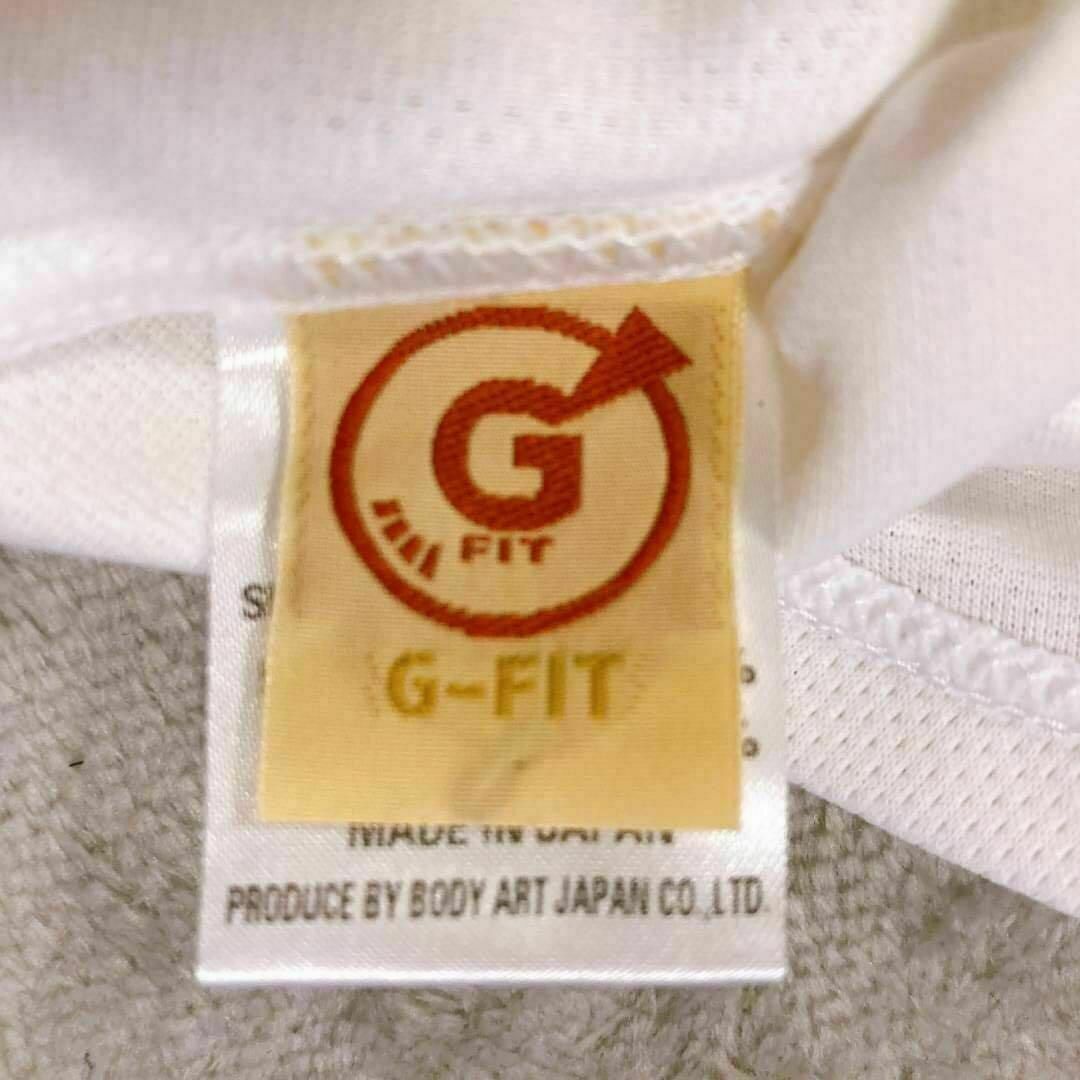 G
FIT
G-FIT
MADE IN JAPAN
PRODUCE BY BODY ART JAPAN CO.,LTD